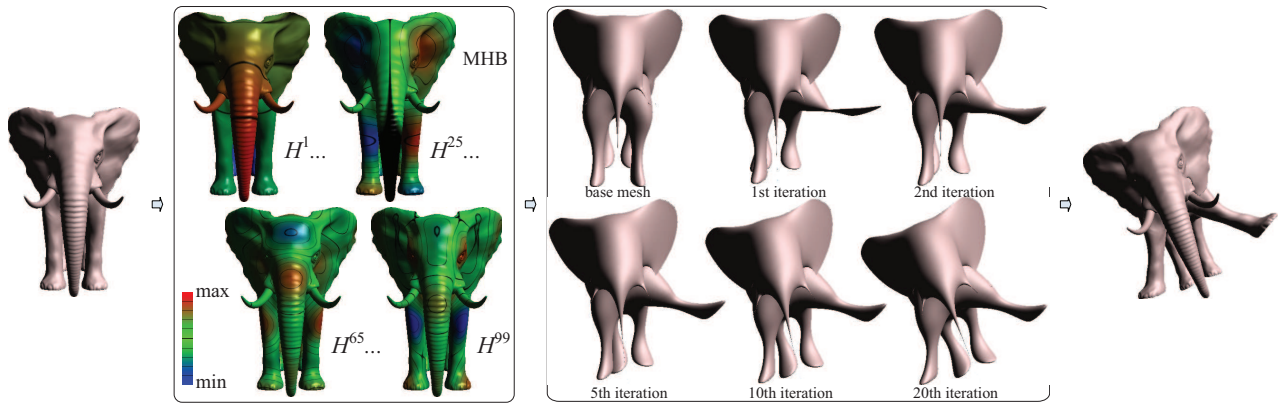 MHB
H¹...
H²⁵...
max
min
H⁶⁵...
H⁹⁹
base mesh
1st iteration
2nd iteration
5th iteration
10th iteration
20th iteration